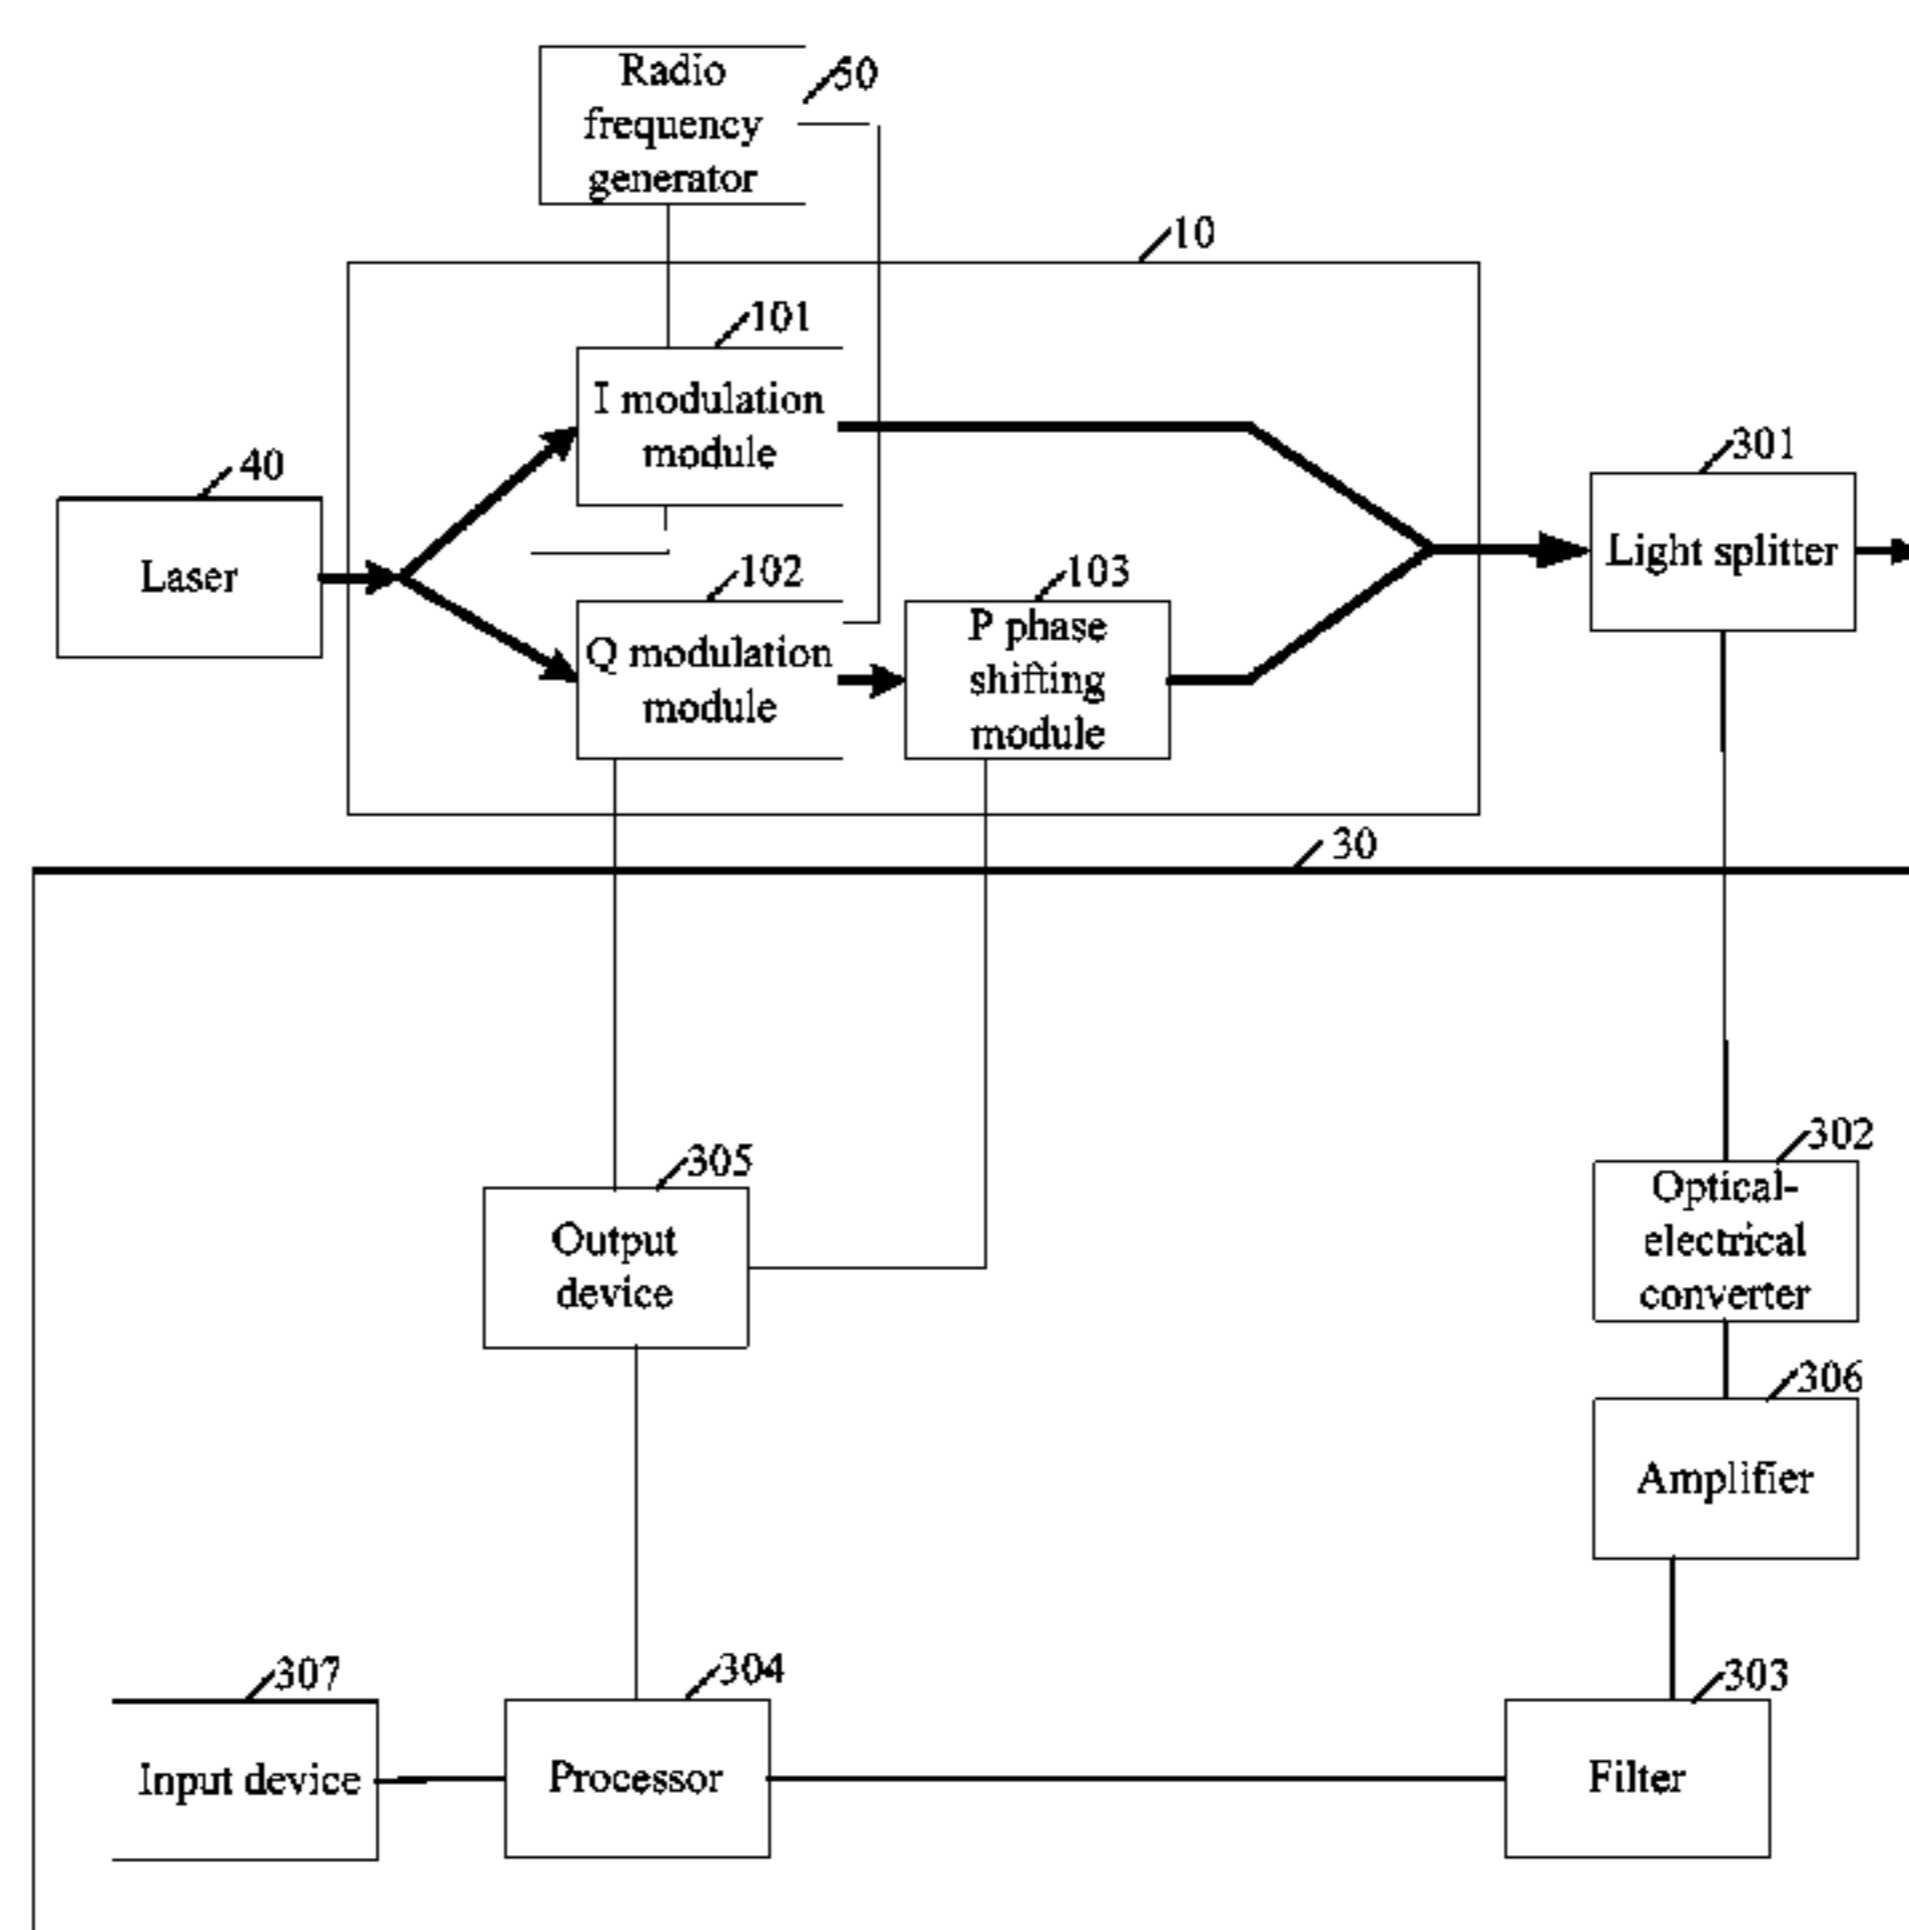 Radio
frequency
generator
50
10
101
I modulation
module
40
Laser
301
Light splitter
102
Q modulation
module
103
P phase
shifting
module
30
305
Output
device
302
Optical-
electrical
converter
306
Amplifier
307
Input device
304
Processor
303
Filter